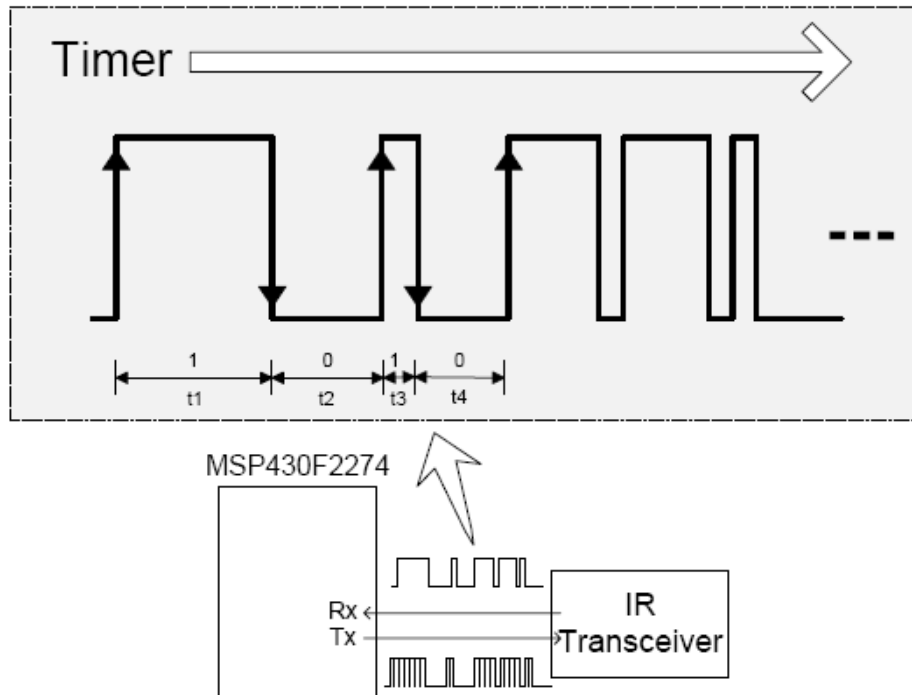 Timer
1 0 1 0
t1 t2 t3 t4
MSP430F2274
Rx
Tx
IR
Transceiver